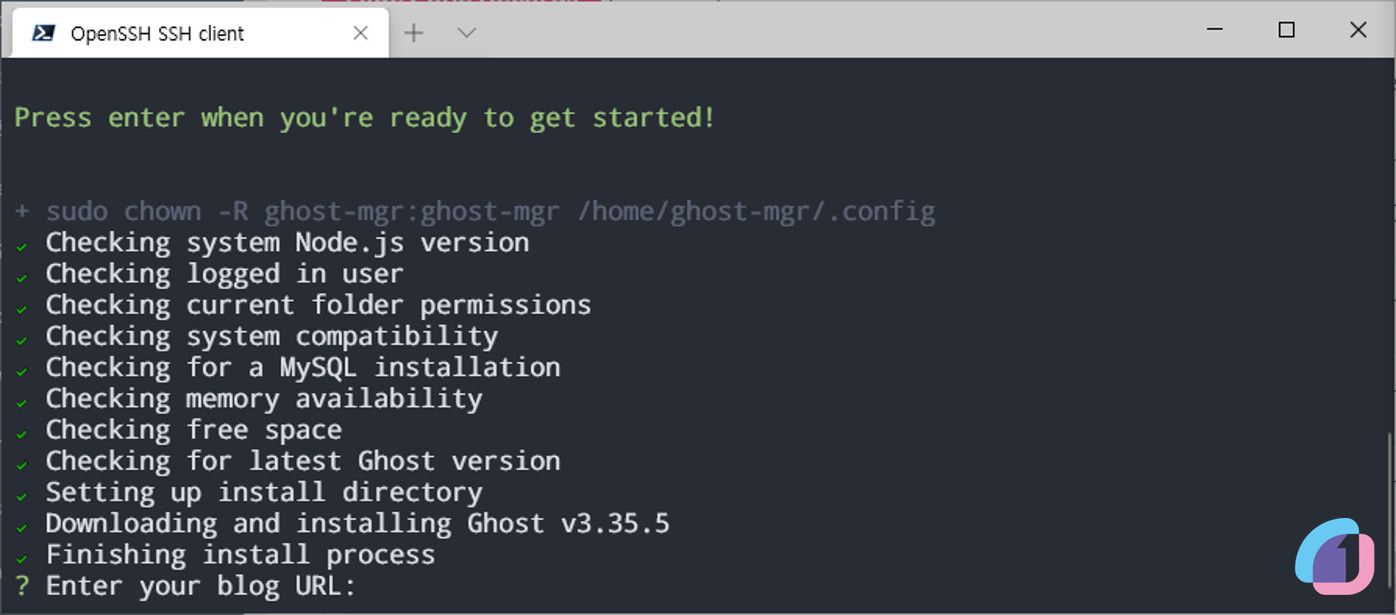 OpenSSH SSH client
Press enter when you're ready to get started!
+ sudo chown -R ghost-mgr:ghost-mgr /home/ghost-mgr/.config
✓ Checking system Node.js version
✓ Checking logged in user
✓ Checking current folder permissions
✓ Checking system compatibility
✓ Checking for a MySQL installation
✓ Checking memory availability
✓ Checking free space
✓ Checking for latest Ghost version
✓ Setting up install directory
✓ Downloading and installing Ghost v3.35.5
✓ Finishing install process
? Enter your blog URL:
1